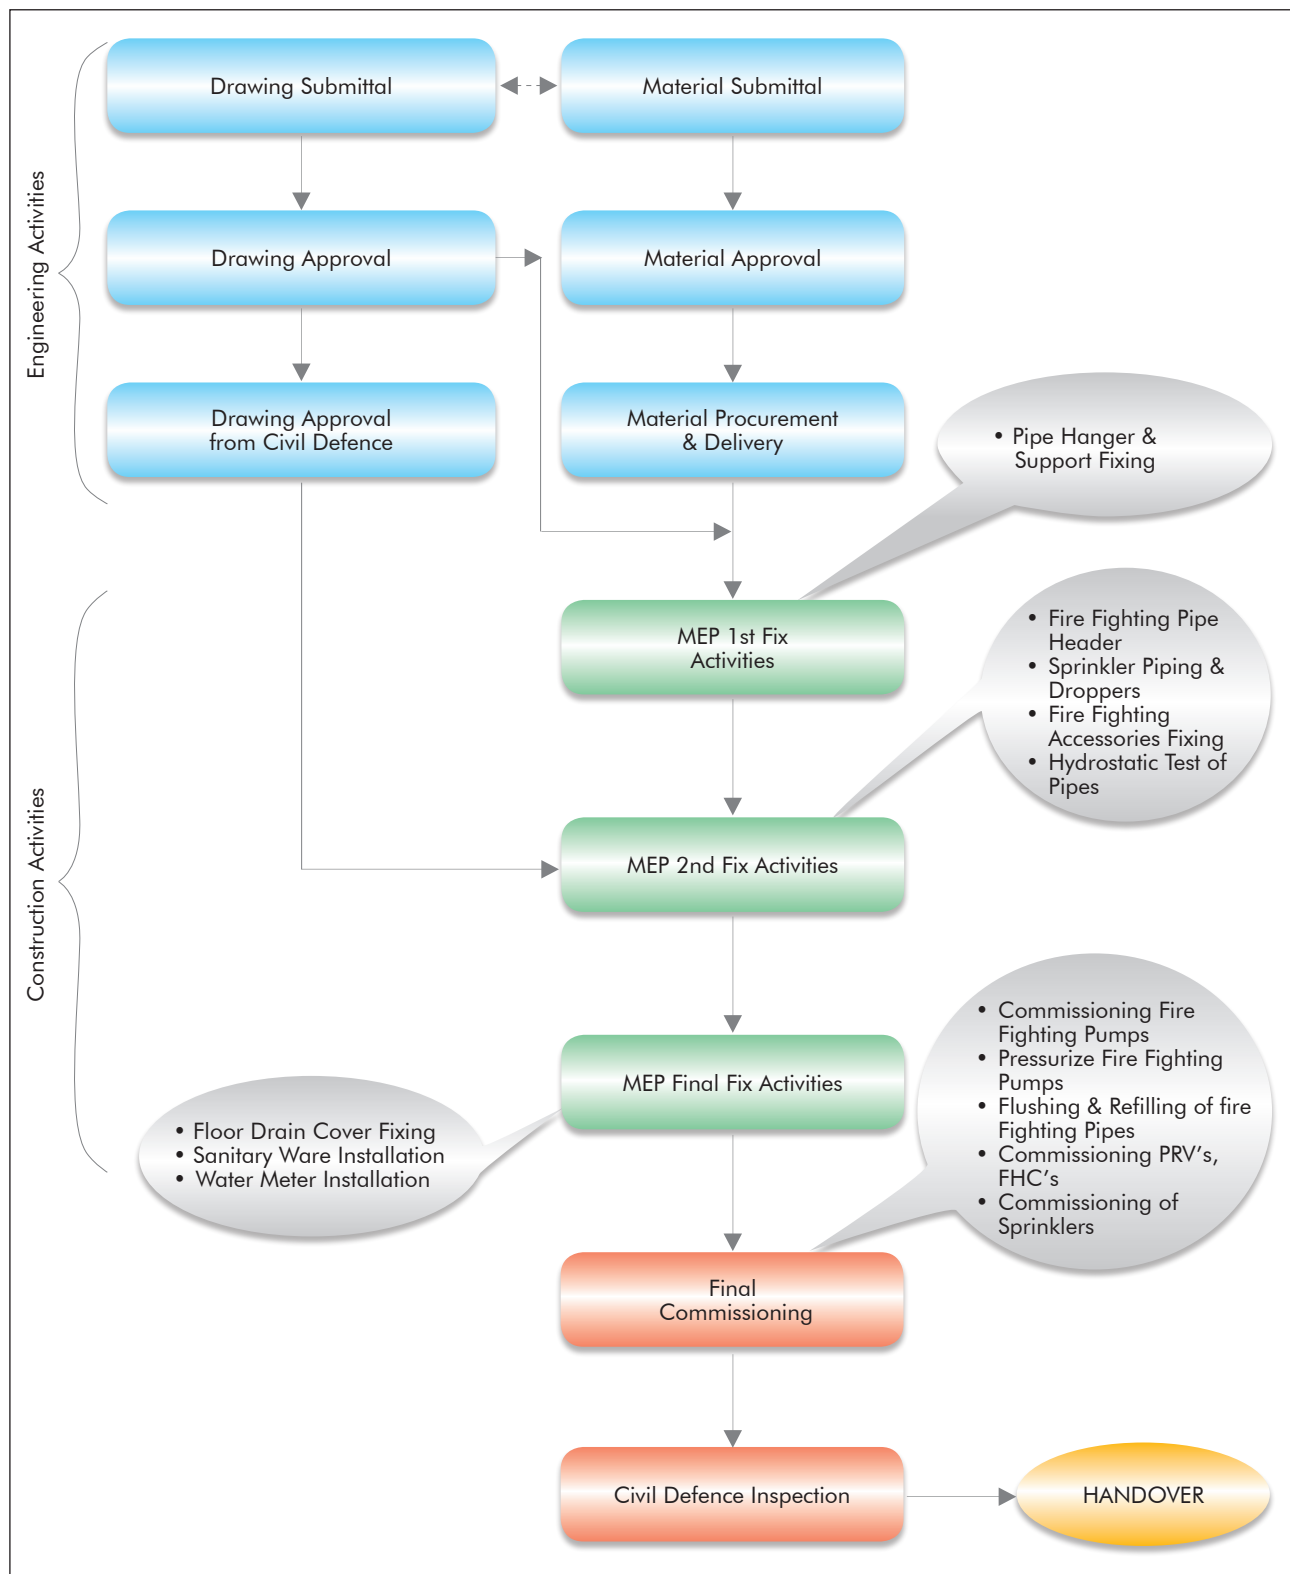 Engineering Activities
Drawing Submittal
Material Submittal
Drawing Approval
Material Approval
Drawing Approval
from Civil Defence
Material Procurement
& Delivery
• Pipe Hanger &
Support Fixing
Construction Activities
MEP 1st Fix
Activities
• Fire Fighting Pipe
Header
• Sprinkler Piping &
Droppers
• Fire Fighting
Accessories Fixing
• Hydrostatic Test of
Pipes
MEP 2nd Fix Activities
MEP Final Fix Activities
• Floor Drain Cover Fixing
• Sanitary Ware Installation
• Water Meter Installation
• Commissioning Fire
Fighting Pumps
• Pressurize Fire Fighting
Pumps
• Flushing & Refilling of fire
Fighting Pipes
• Commissioning PRV's,
FHC's
• Commissioning of
Sprinklers
Final
Commissioning
Civil Defence Inspection
HANDOVER